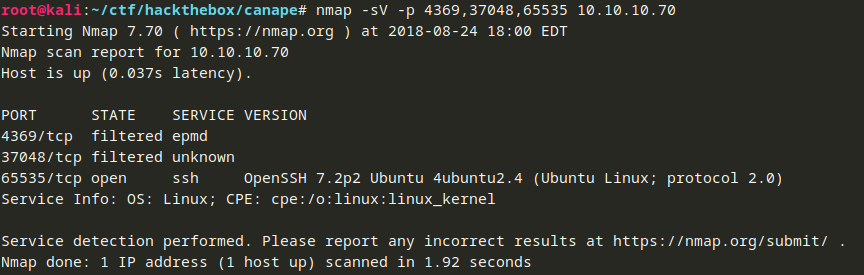 root@kali:~/ctf/hackthebox/canape# nmap -sV -p 4369,37048,65535 10.10.10.70
Starting Nmap 7.70 ( https://nmap.org ) at 2018-08-24 18:00 EDT
Nmap scan report for 10.10.10.70
Host is up (0.037s latency).

PORT      STATE    SERVICE VERSION
4369/tcp  filtered epmd
37048/tcp filtered unknown
65535/tcp open     ssh     OpenSSH 7.2p2 Ubuntu 4ubuntu2.4 (Ubuntu Linux; protocol 2.0)
Service Info: OS: Linux; CPE: cpe:/o:linux:linux_kernel

Service detection performed. Please report any incorrect results at https://nmap.org/submit/ .
Nmap done: 1 IP address (1 host up) scanned in 1.92 seconds